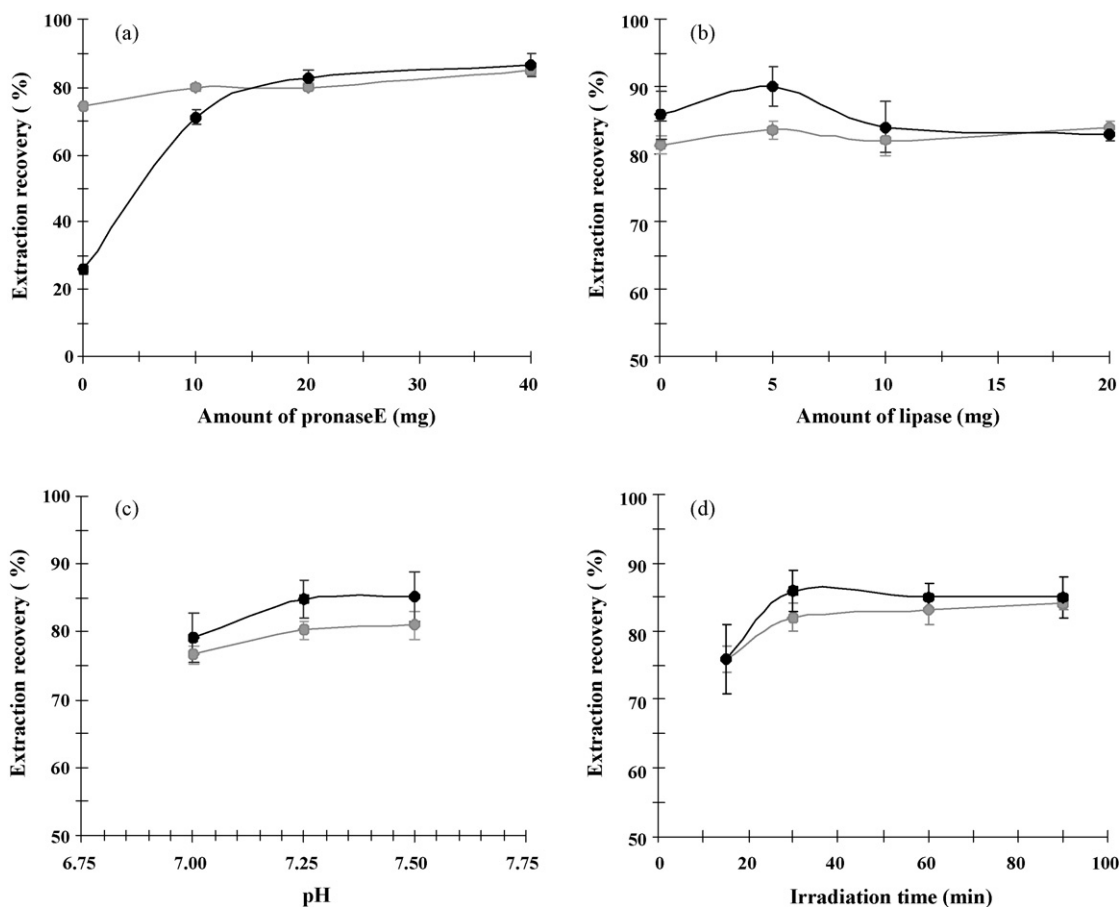 (a)
Extraction recovery ( %)
100
80
60
40
20
0
0 10 20 30 40
Amount of pronaseE (mg)
(b)
Extraction recovery ( %)
100
90
80
70
60
50
0 5 10 15 20
Amount of lipase (mg)
(c)
Extraction recovery ( %)
100
90
80
70
60
50
6.75 7.00 7.25 7.50 7.75
pH
(d)
Extraction recovery ( %)
100
90
80
70
60
50
0 20 40 60 80 100
Irradiation time (min)